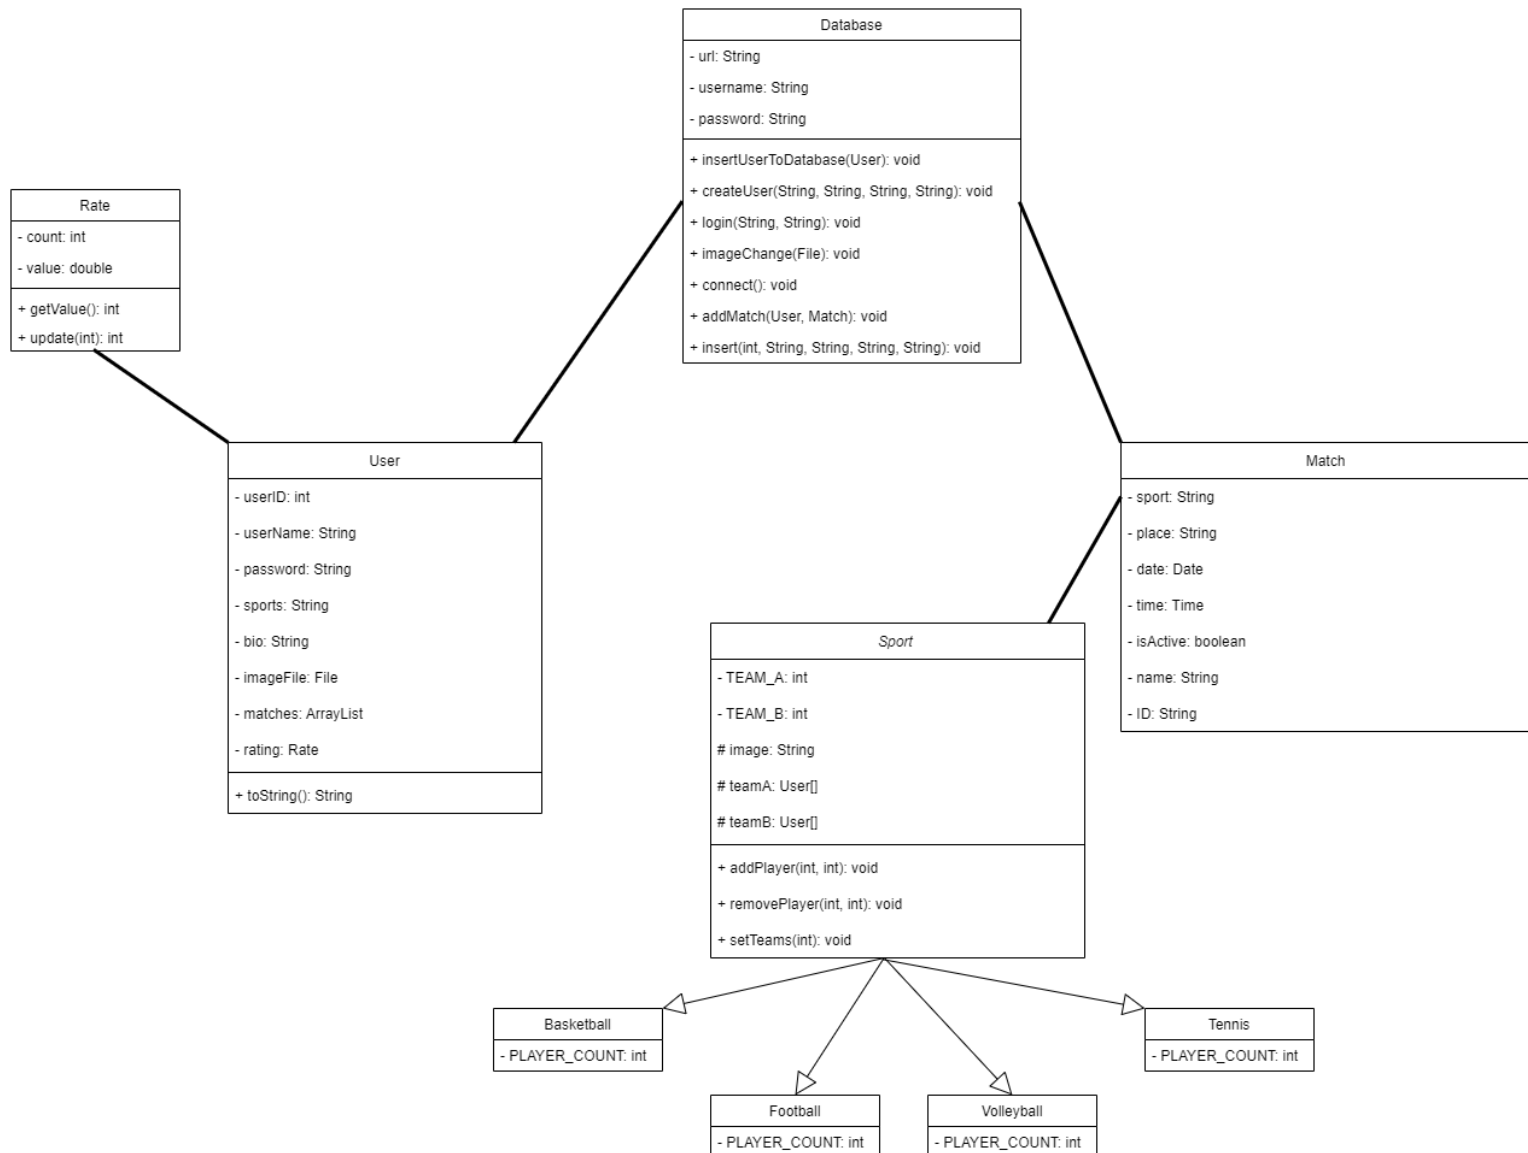 Database
- url: String
- username: String
- password: String
+ insertUserToDatabase(User): void
+ createUser(String, String, String, String): void
+ login(String, String): void
+ imageChange(File): void
+ connect(): void
+ addMatch(User, Match): void
+ insert(int, String, String, String, String): void
Rate
- count: int
- value: double
+ getValue(): int
+ update(int): int
User
- userID: int
- userName: String
- password: String
- sports: String
- bio: String
- imageFile: File
- matches: ArrayList
- rating: Rate
+ toString(): String
Match
- sport: String
- place: String
- date: Date
- time: Time
- isActive: boolean
- name: String
- ID: String
Sport
- TEAM_A: int
- TEAM_B: int
# image: String
# teamA: User[]
# teamB: User[]
+ addPlayer(int, int): void
+ removePlayer(int, int): void
+ setTeams(int): void
Basketball
- PLAYER_COUNT: int
Tennis
- PLAYER_COUNT: int
Football
- PLAYER_COUNT: int
Volleyball
- PLAYER_COUNT: int